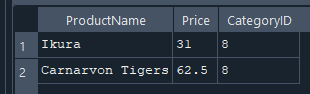 ProductName Price CategoryID
1 Ikura 31 8
2 Carnarvon Tigers 62.5 8